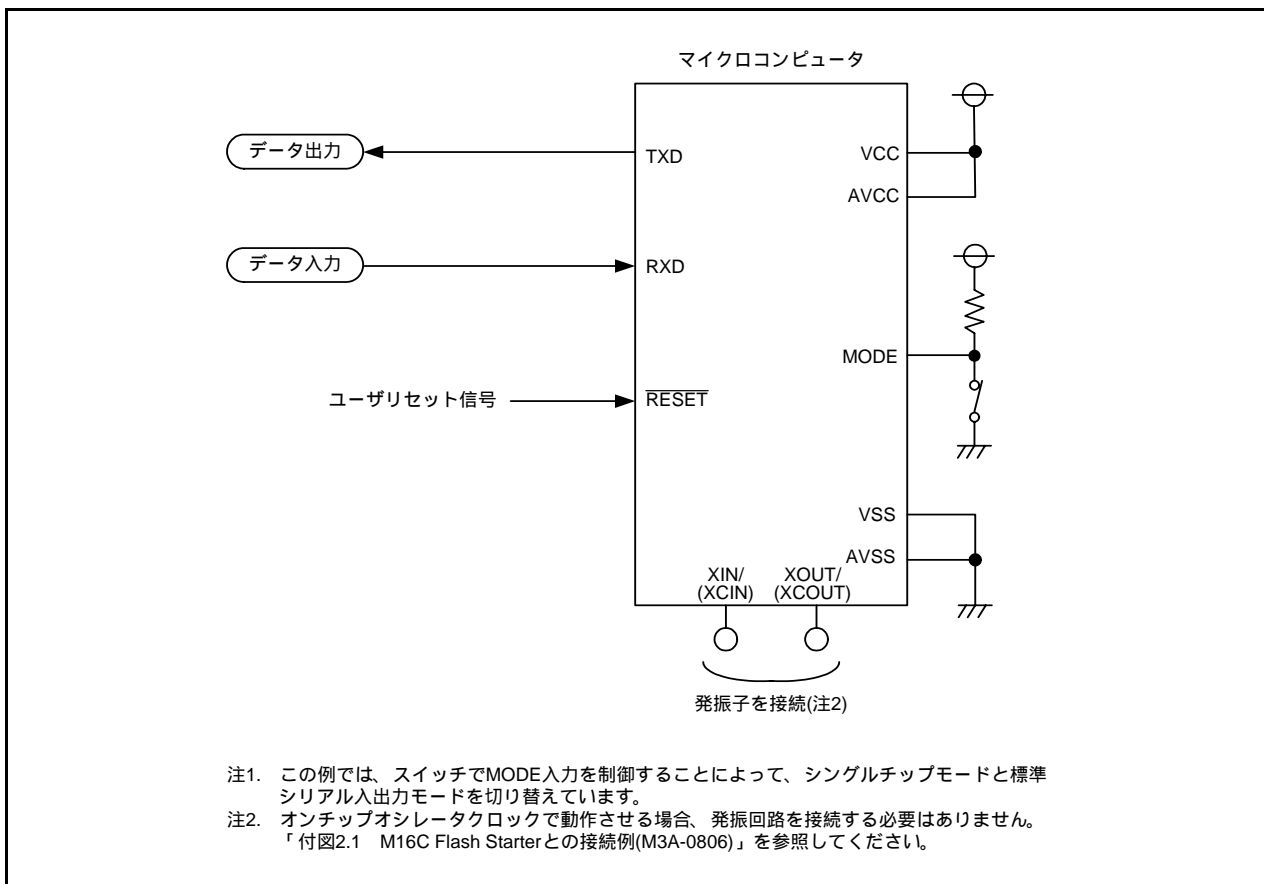 マイクロコンピュータ
データ出力
TXD
VCC
AVCC
データ入力
RXD
MODE
ユーザリセット信号
RESET
VSS
AVSS
XIN/
(XCIN)
XOUT/
(XCOUT)
発振子を接続(注2)
注1. この例では、スイッチでMODE入力を制御することによって、シングルチップモードと標準
シリアル入出力モードを切り替えています。
注2. オンチップオシレータクロックで動作させる場合、発振回路を接続する必要はありません。
「付図2.1 M16C Flash Starterとの接続例(M3A-0806)」を参照してください。